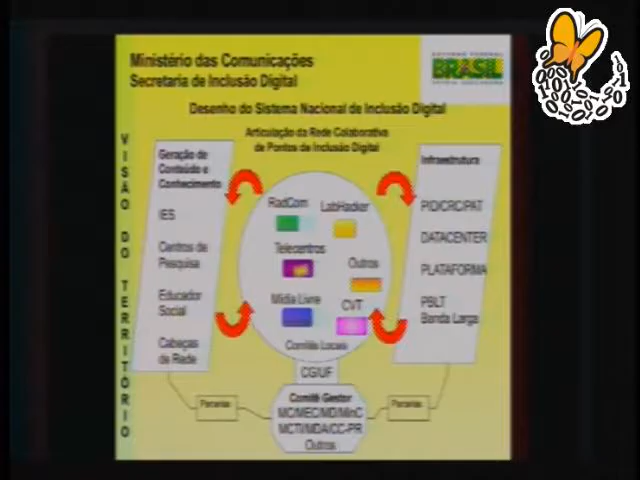 Ministério das Comunicações
Secretaria de Inclusão Digital
BRASIL
Desenho do Sistema Nacional de Inclusão Digital
Articulação da Rede Colaborativa
de Pontos de Inclusão Digital
VISÃO DO TERRITÓRIO
Geração de
Conteúdo e
Conhecimento
IES
Centros de
Pesquisa
Educador
Social
Cabeças
de Rede
RadCom
LabHacker
Telecentros
Outros
Mídia Livre
CVT
Comitês Locais
Infraestrutura
PID/CRC/PAT
DATACENTER
PLATAFORMA
PBLT
Banda Larga
CG/UF
Parcerias
Comitê Gestor
MC/MEC/MD/MinC
MCTI/MDA/CC-PR
Outros
Parcerias